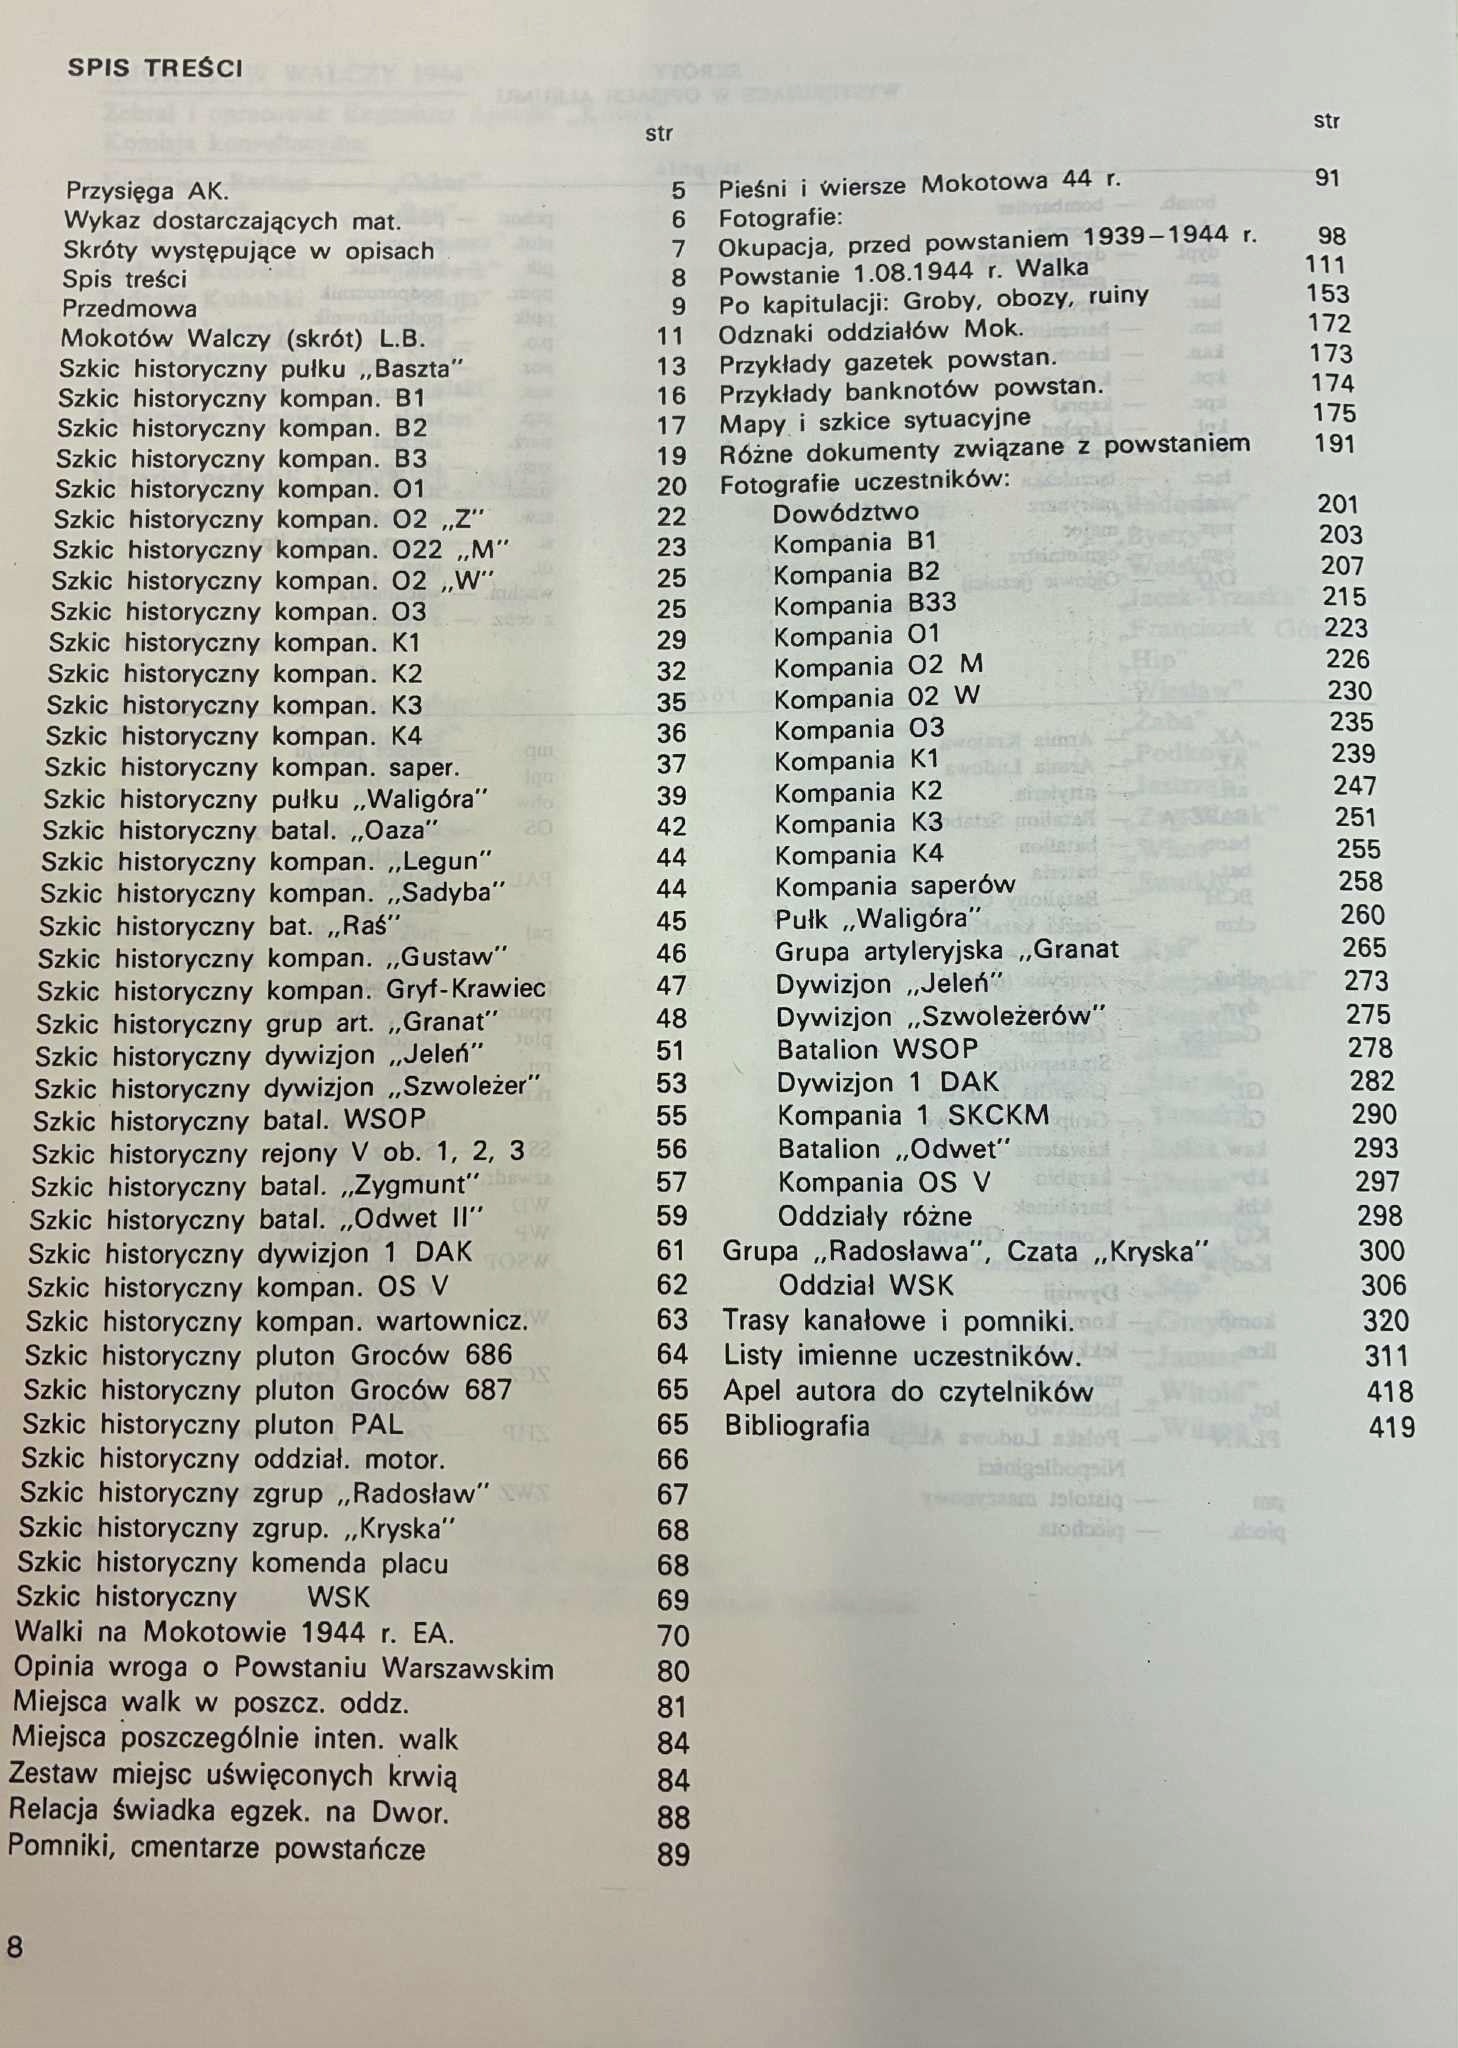 SPIS TREŚCI
str
Przysięga AK. 5
Wykaz dostarczających mat. 6
Skróty występujące w opisach 7
Spis treści 8
Przedmowa 9
Mokotów Walczy (skrót) L.B. 11
Szkic historyczny pułku „Baszta" 13
Szkic historyczny kompan. B1 16
Szkic historyczny kompan. B2 17
Szkic historyczny kompan. B3 19
Szkic historyczny kompan. O1 20
Szkic historyczny kompan. O2 „Z" 22
Szkic historyczny kompan. O22 „M" 23
Szkic historyczny kompan. O2 „W" 25
Szkic historyczny kompan. O3 25
Szkic historyczny kompan. K1 29
Szkic historyczny kompan. K2 32
Szkic historyczny kompan. K3 35
Szkic historyczny kompan. K4 36
Szkic historyczny kompan. saper. 37
Szkic historyczny pułku „Waligóra" 39
Szkic historyczny batal. „Oaza" 42
Szkic historyczny kompan. „Legun" 44
Szkic historyczny kompan. „Sadyba" 44
Szkic historyczny bat. „Raś" 45
Szkic historyczny kompan. „Gustaw" 46
Szkic historyczny kompan. Gryf-Krawiec 47
Szkic historyczny grup art. „Granat" 48
Szkic historyczny dywizjon „Jeleń" 51
Szkic historyczny dywizjon „Szwoleżer" 53
Szkic historyczny batal. WSOP 55
Szkic historyczny rejony V ob. 1, 2, 3 56
Szkic historyczny batal. „Zygmunt" 57
Szkic historyczny batal. „Odwet II" 59
Szkic historyczny dywizjon 1 DAK 61
Szkic historyczny kompan. OS V 62
Szkic historyczny kompan. wartownicz. 63
Szkic historyczny pluton Groców 686 64
Szkic historyczny pluton Groców 687 65
Szkic historyczny pluton PAL 65
Szkic historyczny oddział. motor. 66
Szkic historyczny zgrup „Radosław" 67
Szkic historyczny zgrup. „Kryska" 68
Szkic historyczny komenda placu 68
Szkic historyczny WSK 69
Walki na Mokotowie 1944 r. EA. 70
Opinia wroga o Powstaniu Warszawskim 80
Miejsca walk w poszcz. oddz. 81
Miejsca poszczególnie inten. walk 84
Zestaw miejsc uświęconych krwią 84
Relacja świadka egzek. na Dwor. 88
Pomniki, cmentarze powstańcze 89
str
Pieśni i wiersze Mokotowa 44 r. 91
Fotografie:
Okupacja, przed powstaniem 1939–1944 r. 98
Powstanie 1.08.1944 r. Walka 111
Po kapitulacji: Groby, obozy, ruiny 153
Odznaki oddziałów Mok. 172
Przykłady gazetek powstan. 173
Przykłady banknotów powstan. 174
Mapy i szkice sytuacyjne 175
Różne dokumenty związane z powstaniem 191
Fotografie uczestników:
Dowództwo 201
Kompania B1 203
Kompania B2 207
Kompania B33 215
Kompania O1 223
Kompania O2 M 226
Kompania O2 W 230
Kompania O3 235
Kompania K1 239
Kompania K2 247
Kompania K3 251
Kompania K4 255
Kompania saperów 258
Pułk „Waligóra" 260
Grupa artyleryjska „Granat 265
Dywizjon „Jeleń" 273
Dywizjon „Szwoleżerów" 275
Batalion WSOP 278
Dywizjon 1 DAK 282
Kompania 1 SKCKM 290
Batalion „Odwet" 293
Kompania OS V 297
Oddziały różne 298
Grupa „Radosława", Czata „Kryska" 300
Oddział WSK 306
Trasy kanałowe i pomniki. 320
Listy imienne uczestników. 311
Apel autora do czytelników 418
Bibliografia 419
8